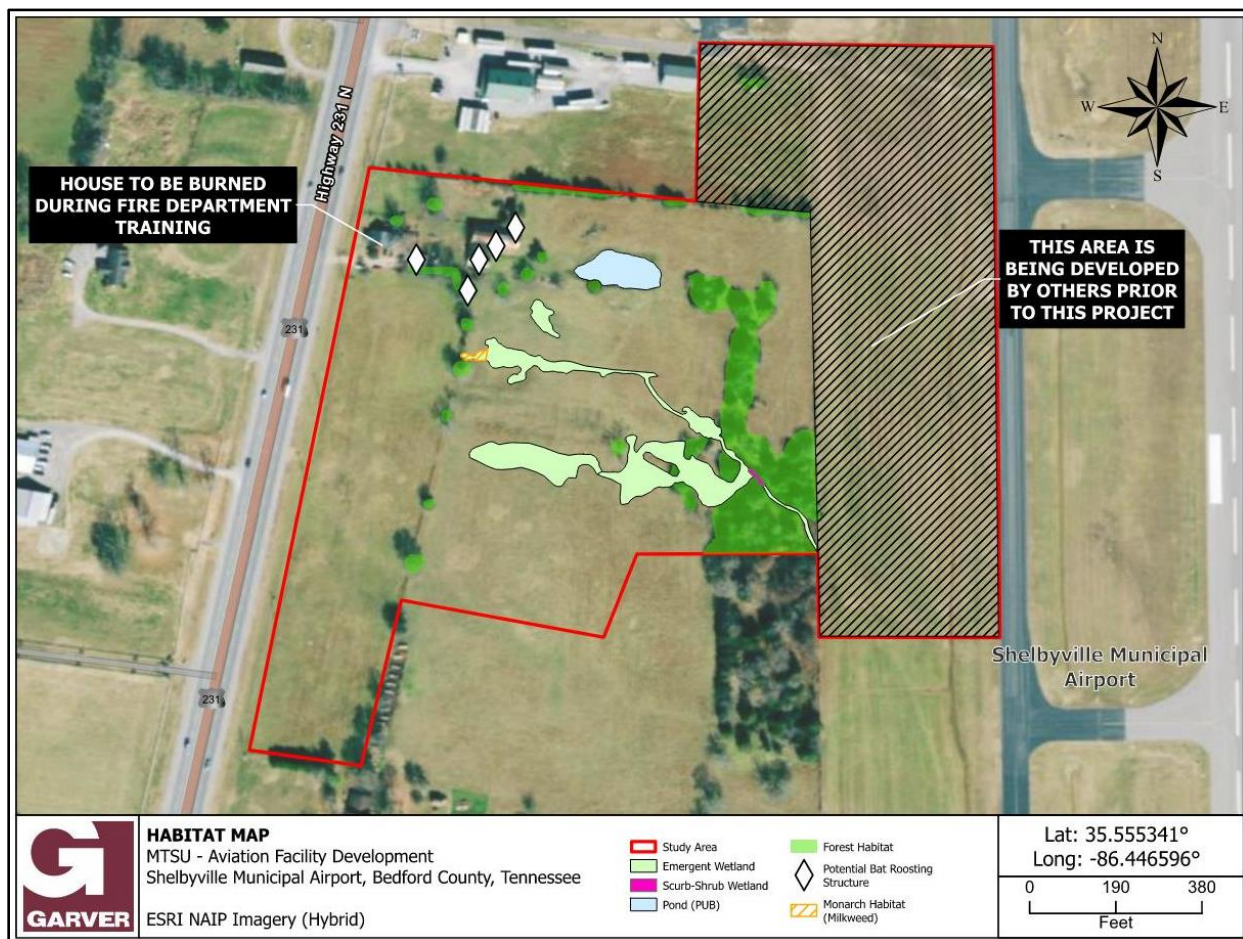 N
W
E
S
Highway 231 N
HOUSE TO BE BURNED
DURING FIRE DEPARTMENT
TRAINING
THIS AREA IS
BEING DEVELOPED
BY OTHERS PRIOR
TO THIS PROJECT
231
231
Shelbyville Municipal
Airport
GARVER
HABITAT MAP
MTSU - Aviation Facility Development
Shelbyville Municipal Airport, Bedford County, Tennessee
ESRI NAIP Imagery (Hybrid)
Study Area
Emergent Wetland
Scurb-Shrub Wetland
Pond (PUB)
Forest Habitat
Potential Bat Roosting
Structure
Monarch Habitat
(Milkweed)
Lat: 35.555341°
Long: -86.446596°
0 190 380
Feet